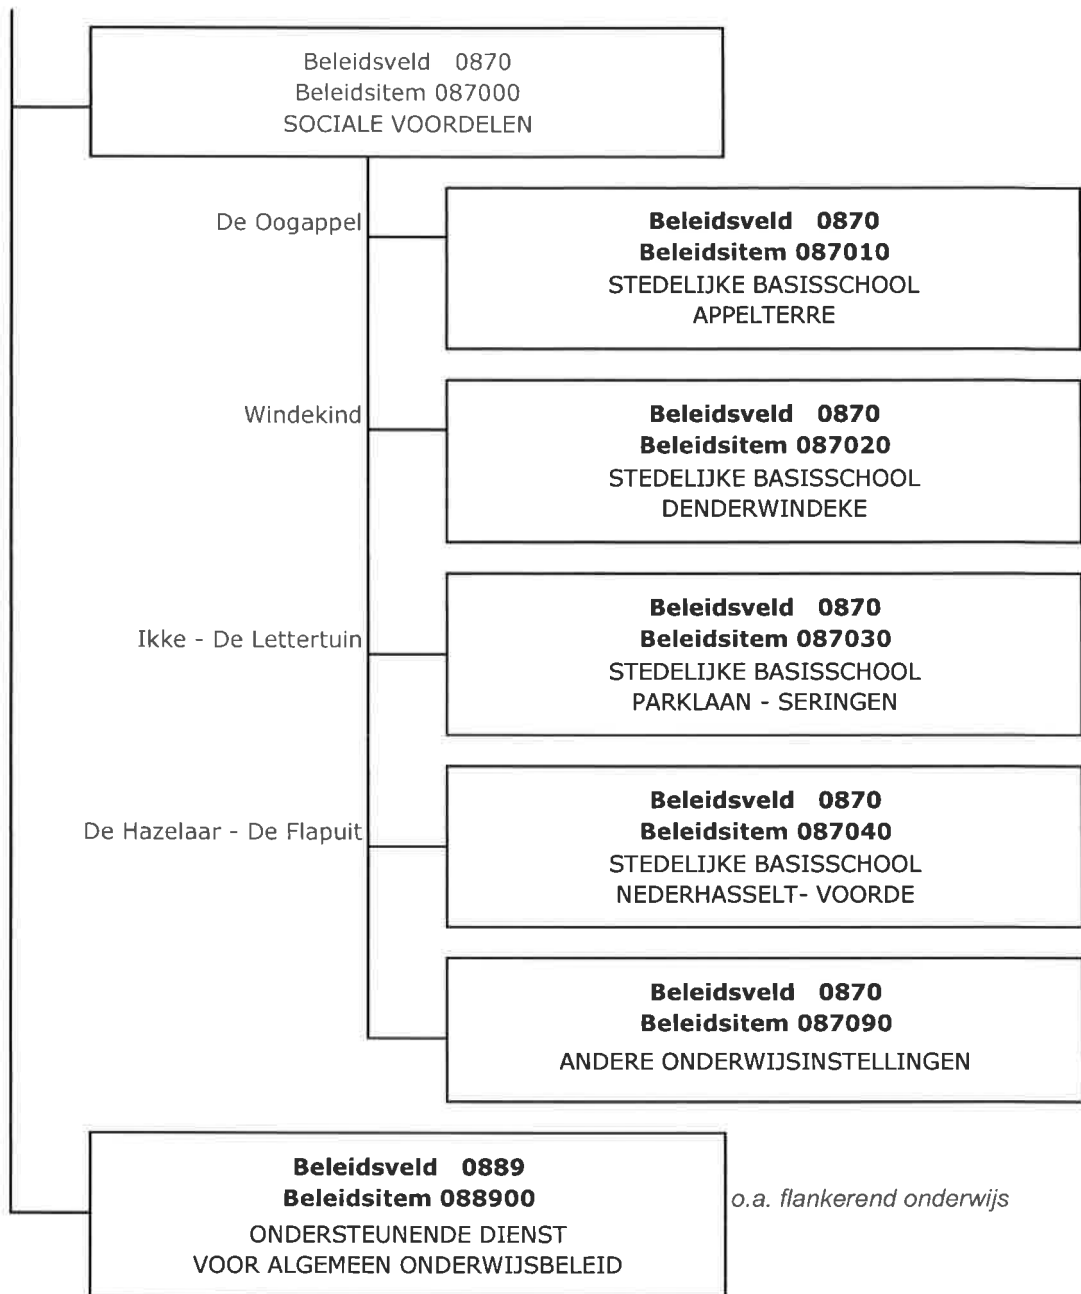 Beleidsveld 0870
Beleidsitem 087000
SOCIALE VOORDELEN
De Oogappel
Beleidsveld 0870
Beleidsitem 087010
STEDELIJKE BASISSCHOOL
APPELTERRE
Windekind
Beleidsveld 0870
Beleidsitem 087020
STEDELIJKE BASISSCHOOL
DENDERWINDEKE
Ikke - De Lettertuin
Beleidsveld 0870
Beleidsitem 087030
STEDELIJKE BASISSCHOOL
PARKLAAN - SERINGEN
De Hazelaar - De Flapuit
Beleidsveld 0870
Beleidsitem 087040
STEDELIJKE BASISSCHOOL
NEDERHASSELT- VOORDE
Beleidsveld 0870
Beleidsitem 087090
ANDERE ONDERWIJSINSTELLINGEN
Beleidsveld 0889
Beleidsitem 088900
ONDERSTEUNENDE DIENST
VOOR ALGEMEEN ONDERWIJSBELEID
o.a. flankerend onderwijs